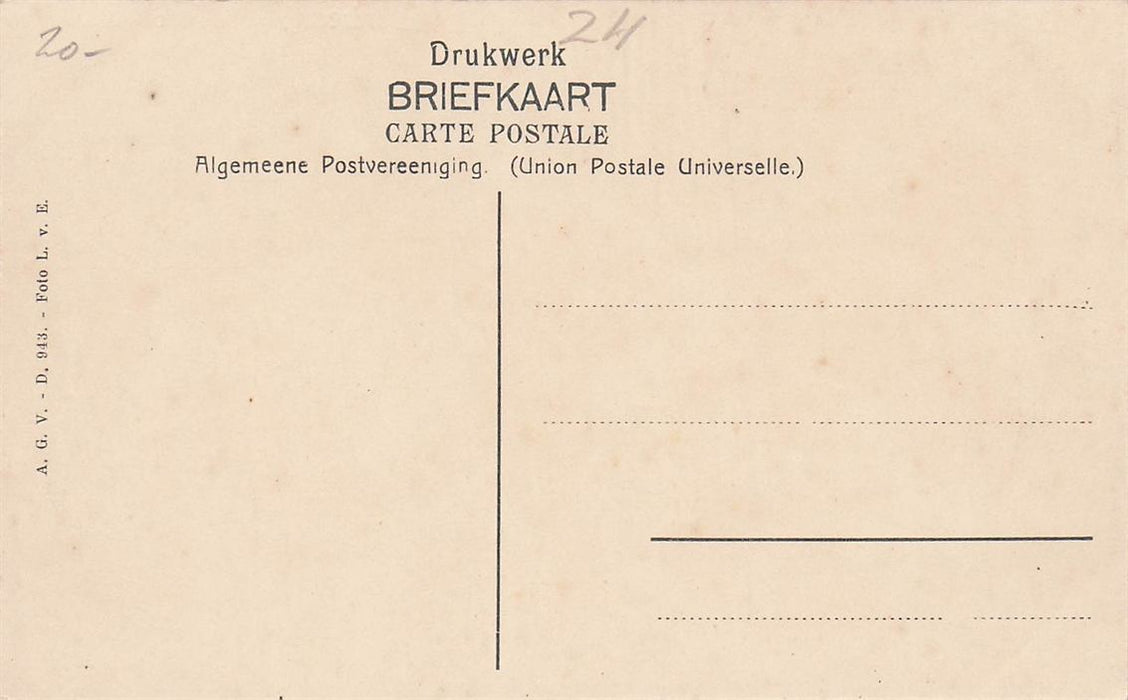 20-
24
Drukwerk
BRIEFKAART
CARTE POSTALE
Algemeene Postvereeniging. (Union Postale Universelle.)
A. G. V. - D. 943. - Foto L. v. E.